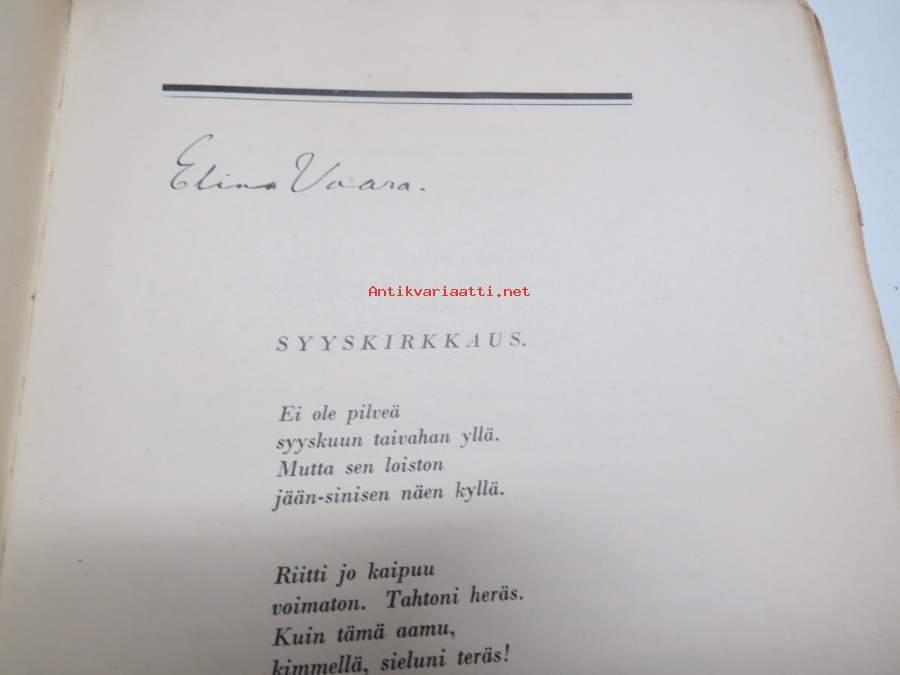 Elina Vaara.
Antikvariaatti.net
SYYSKIRKKAUS.
Ei ole pilveä
syyskuun taivahan yllä.
Mutta sen loiston
jään-sinisen näen kyllä.
Riitti jo kaipuu
voimaton. Tahtoni heräs.
Kuin tämä aamu,
kimmellä, sieluni teräs!